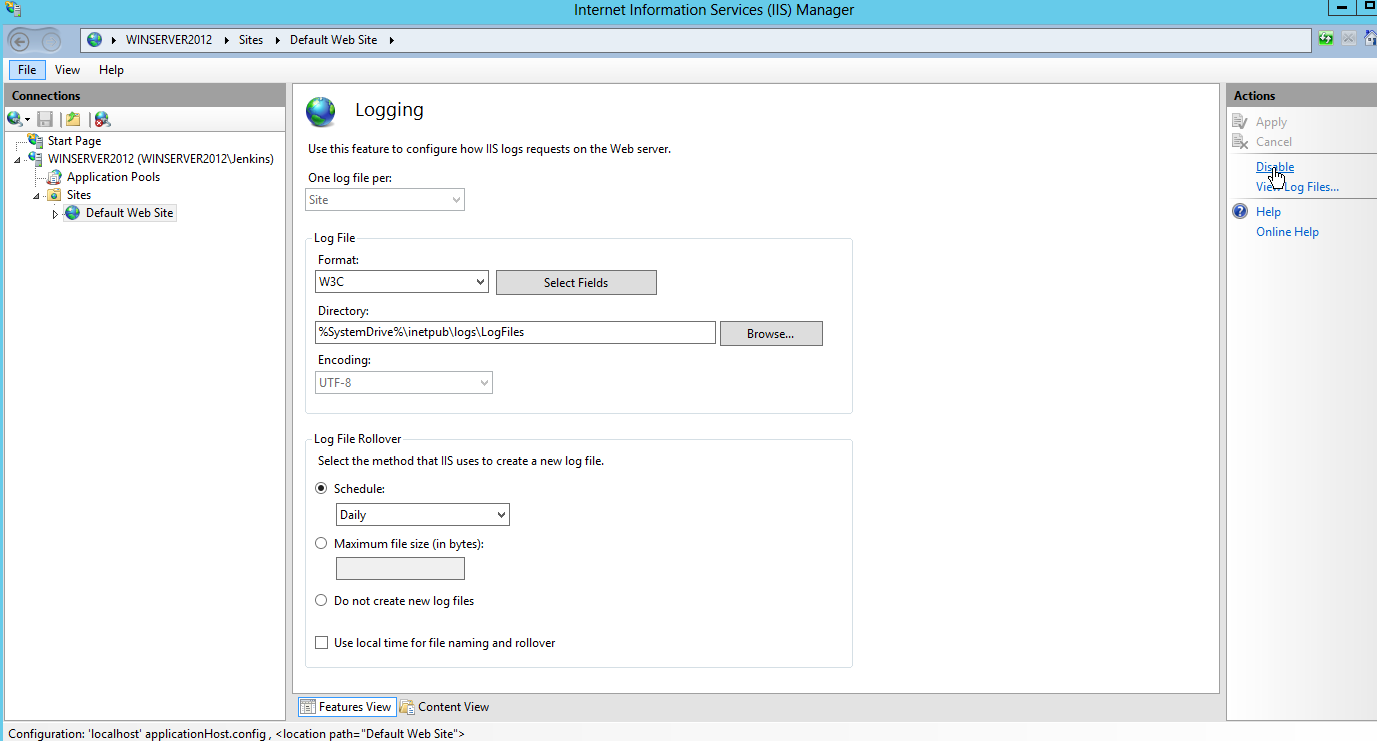 Internet Information Services (IIS) Manager
WINSERVER2012 Sites Default Web Site
File View Help
Connections
Start Page
WINSERVER2012 (WINSERVER2012\Jenkins)
Application Pools
Sites
Default Web Site
Logging
Use this feature to configure how IIS logs requests on the Web server.
One log file per:
Site
Log File
Format:
W3C Select Fields
Directory:
%SystemDrive%\inetpub\logs\LogFiles Browse...
Encoding:
UTF-8
Log File Rollover
Select the method that IIS uses to create a new log file.
Schedule:
Daily
Maximum file size (in bytes):
Do not create new log files
Use local time for file naming and rollover
Features View Content View
Actions
Apply
Cancel
Disable
View Log Files...
Help
Online Help
Configuration: 'localhost' applicationHost.config , <location path="Default Web Site">